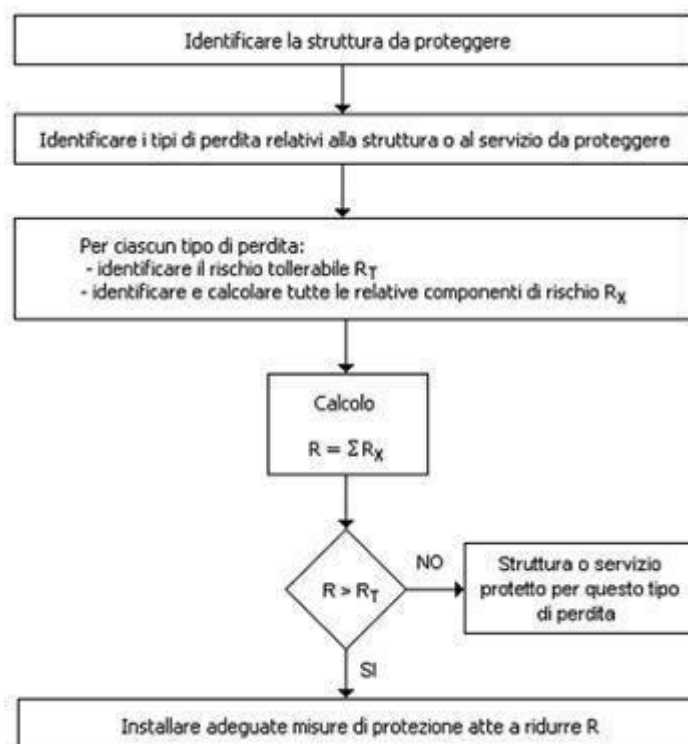 Identificare la struttura da proteggere
Identificare i tipi di perdita relativi alla struttura o al servizio da proteggere
Per ciascun tipo di perdita:
- identificare il rischio tollerabile RT
- identificare e calcolare tutte le relative componenti di rischio RX
Calcolo
R = ΣRX
R > RT
NO
Struttura o servizio
protetto per questo tipo
di perdita
SI
Installare adeguate misure di protezione atte a ridurre R